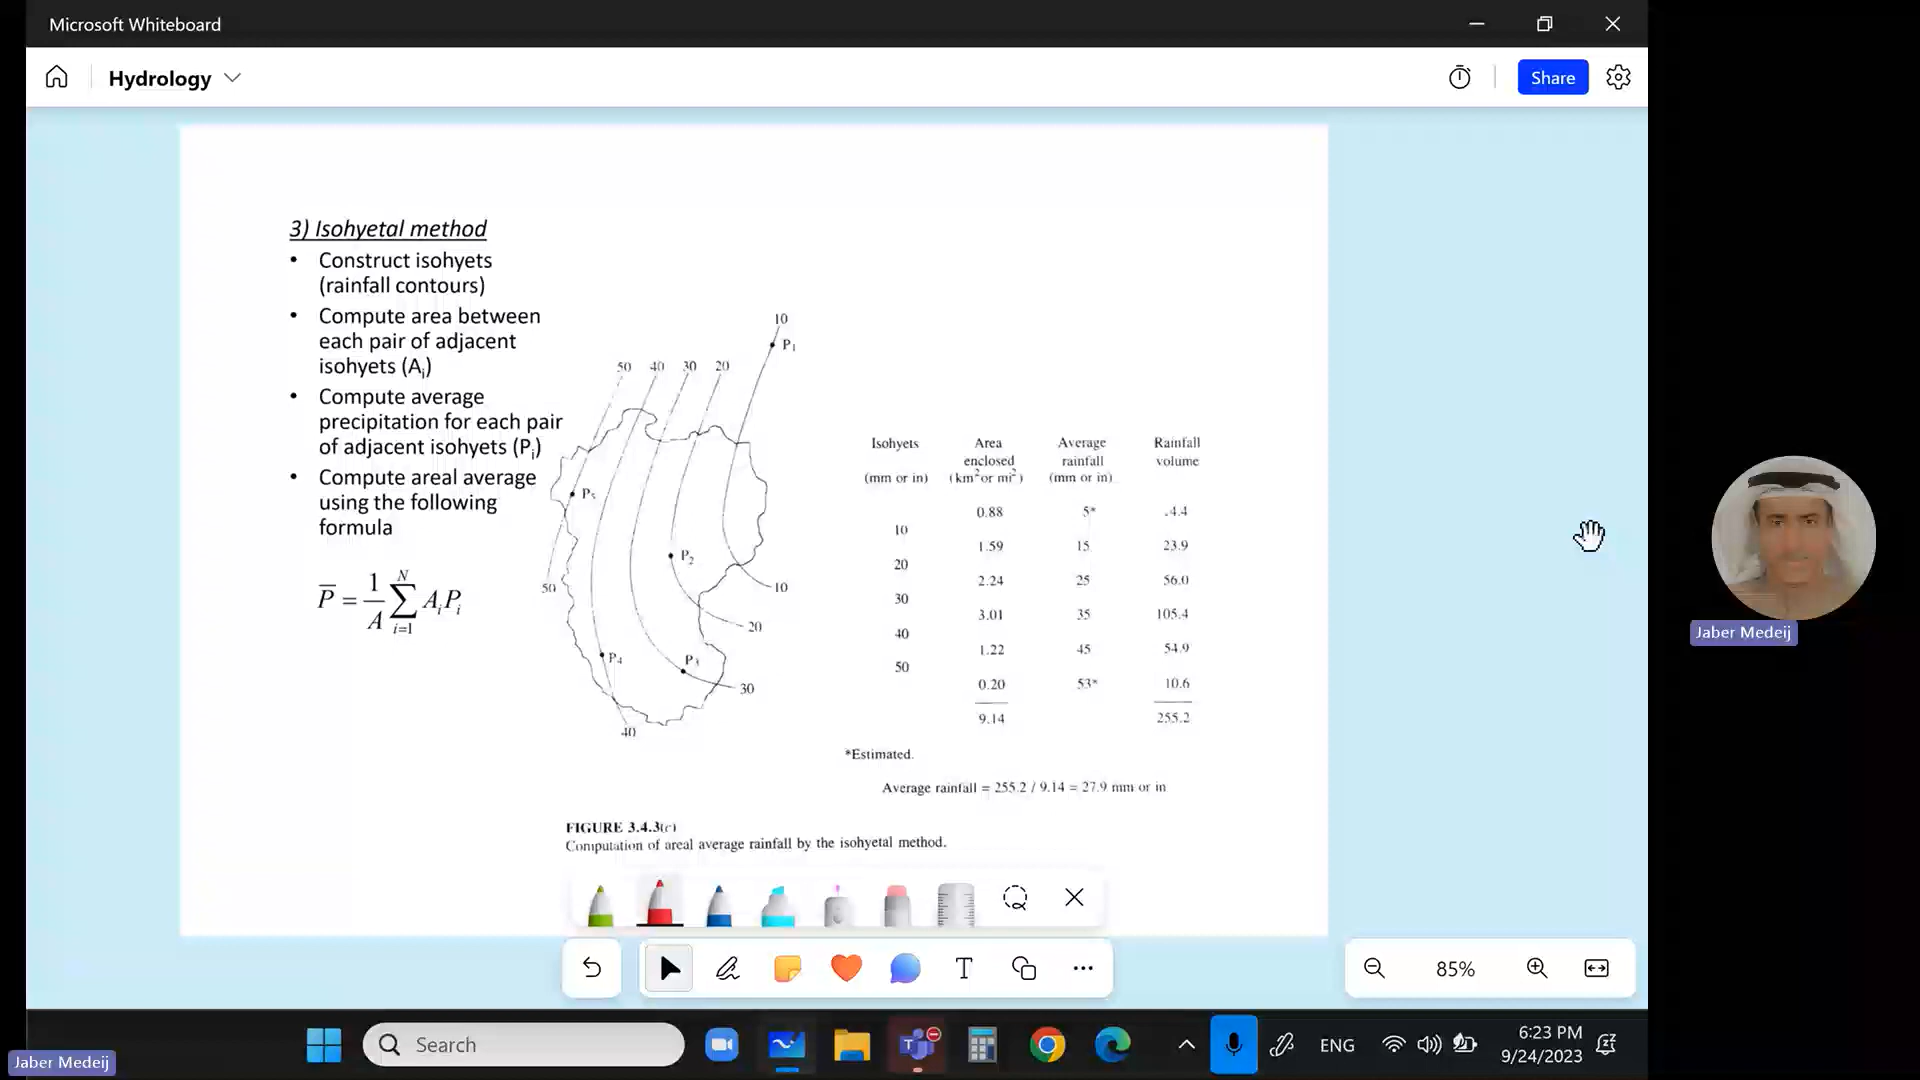 Microsoft Whiteboard
Hydrology
Share
3) Isohyetal method
• Construct isohyets
(rainfall contours)
• Compute area between
each pair of adjacent
isohyets (Ai)
• Compute average
precipitation for each pair
of adjacent isohyets (Pi)
• Compute areal average
using the following
formula
P̅ = 1/A ∑ i=1 N AiPi
10
P1
50 40 30 20
P5
P2
50
10
20
P4
P3
30
40
Isohyets Area Average Rainfall
enclosed rainfall volume
(mm or in) (km2 or mi2) (mm or in)
0.88 5* .4.4
10
1.59 15 23.9
20
2.24 25 56.0
30
3.01 35 105.4
40
1.22 45 54.9
50
0.20 53* 10.6
9.14 255.2
*Estimated.
Average rainfall = 255.2 / 9.14 = 27.9 mm or in
FIGURE 3.4.3(c)
Computation of areal average rainfall by the isohyetal method.
85%
Search
ENG
6:23 PM
9/24/2023
Jaber Medeij
Jaber Medeij